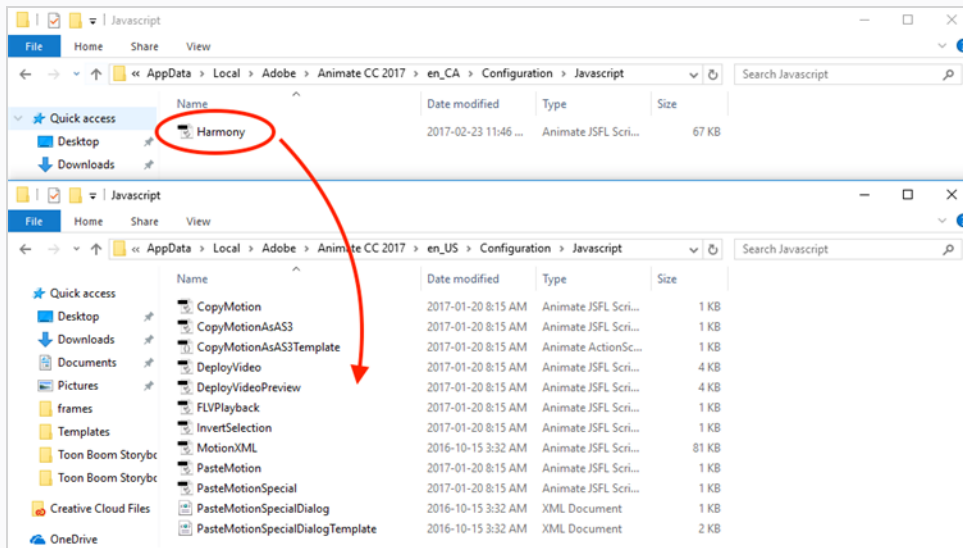 Javascript
File Home Share View
« AppData > Local > Adobe > Animate CC 2017 > en_CA > Configuration > Javascript Search Javascript
Name Date modified Type Size
Quick access
Harmony 2017-02-23 11:46 ... Animate JSFL Scri... 67 KB
Desktop
Downloads
Javascript
File Home Share View
« AppData > Local > Adobe > Animate CC 2017 > en_US > Configuration > Javascript Search Javascript
Name Date modified Type Size
Quick access
CopyMotion 2017-01-20 8:15 AM Animate JSFL Scri... 1 KB
Desktop
CopyMotionAsAS3 2017-01-20 8:15 AM Animate JSFL Scri... 1 KB
Downloads
CopyMotionAsAS3Template 2017-01-20 8:15 AM Animate ActionSc... 1 KB
Documents
DeployVideo 2017-01-20 8:15 AM Animate JSFL Scri... 4 KB
Pictures
DeployVideoPreview 2017-01-20 8:15 AM Animate JSFL Scri... 4 KB
frames
FLVPlayback 2017-01-20 8:15 AM Animate JSFL Scri... 1 KB
Templates
InvertSelection 2017-01-20 8:15 AM Animate JSFL Scri... 1 KB
Toon Boom Storybo
MotionXML 2016-10-15 3:32 AM Animate JSFL Scri... 81 KB
Toon Boom Storybo
PasteMotion 2017-01-20 8:15 AM Animate JSFL Scri... 1 KB
PasteMotionSpecial 2017-01-20 8:15 AM Animate JSFL Scri... 1 KB
Creative Cloud Files
PasteMotionSpecialDialog 2016-10-15 3:32 AM XML Document 1 KB
PasteMotionSpecialDialogTemplate 2016-10-15 3:32 AM XML Document 2 KB
OneDrive